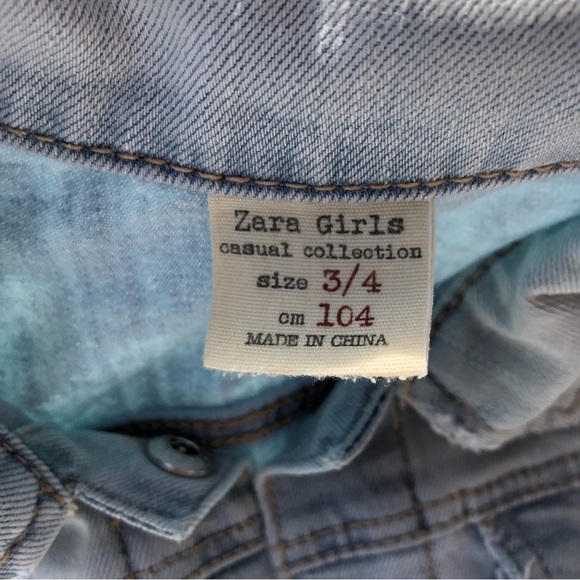 Zara Girls
casual collection
size 3/4
cm 104
MADE IN CHINA